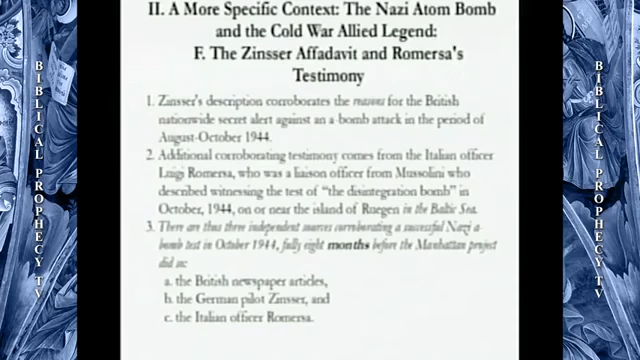 II. A More Specific Context: The Nazi Atom Bomb
and the Cold War Allied Legend:
F. The Zinsser Affadavit and Romersa's
Testimony
1. Zinsser's description corroborates the reasons for the British
nationwide secret alert against an a-bomb attack in the period of
August-October 1944.
2. Additional corroborating testimony comes from the Italian officer
Luigi Romersa, who was a liaison officer from Mussolini who
described witnessing the test of "the disintegration bomb" in
October, 1944, on or near the island of Ruegen in the Baltic Sea.
3. There are thus three independent sources corroborating a successful Nazi a-
bomb test in October 1944, fully eight months before the Manhattan project
did so:
a. the British newspaper articles,
b. the German pilot Zinsser, and
c. the Italian officer Romersa.
BIBLICAL PROPHECY TV
BIBLICAL PROPHECY TV